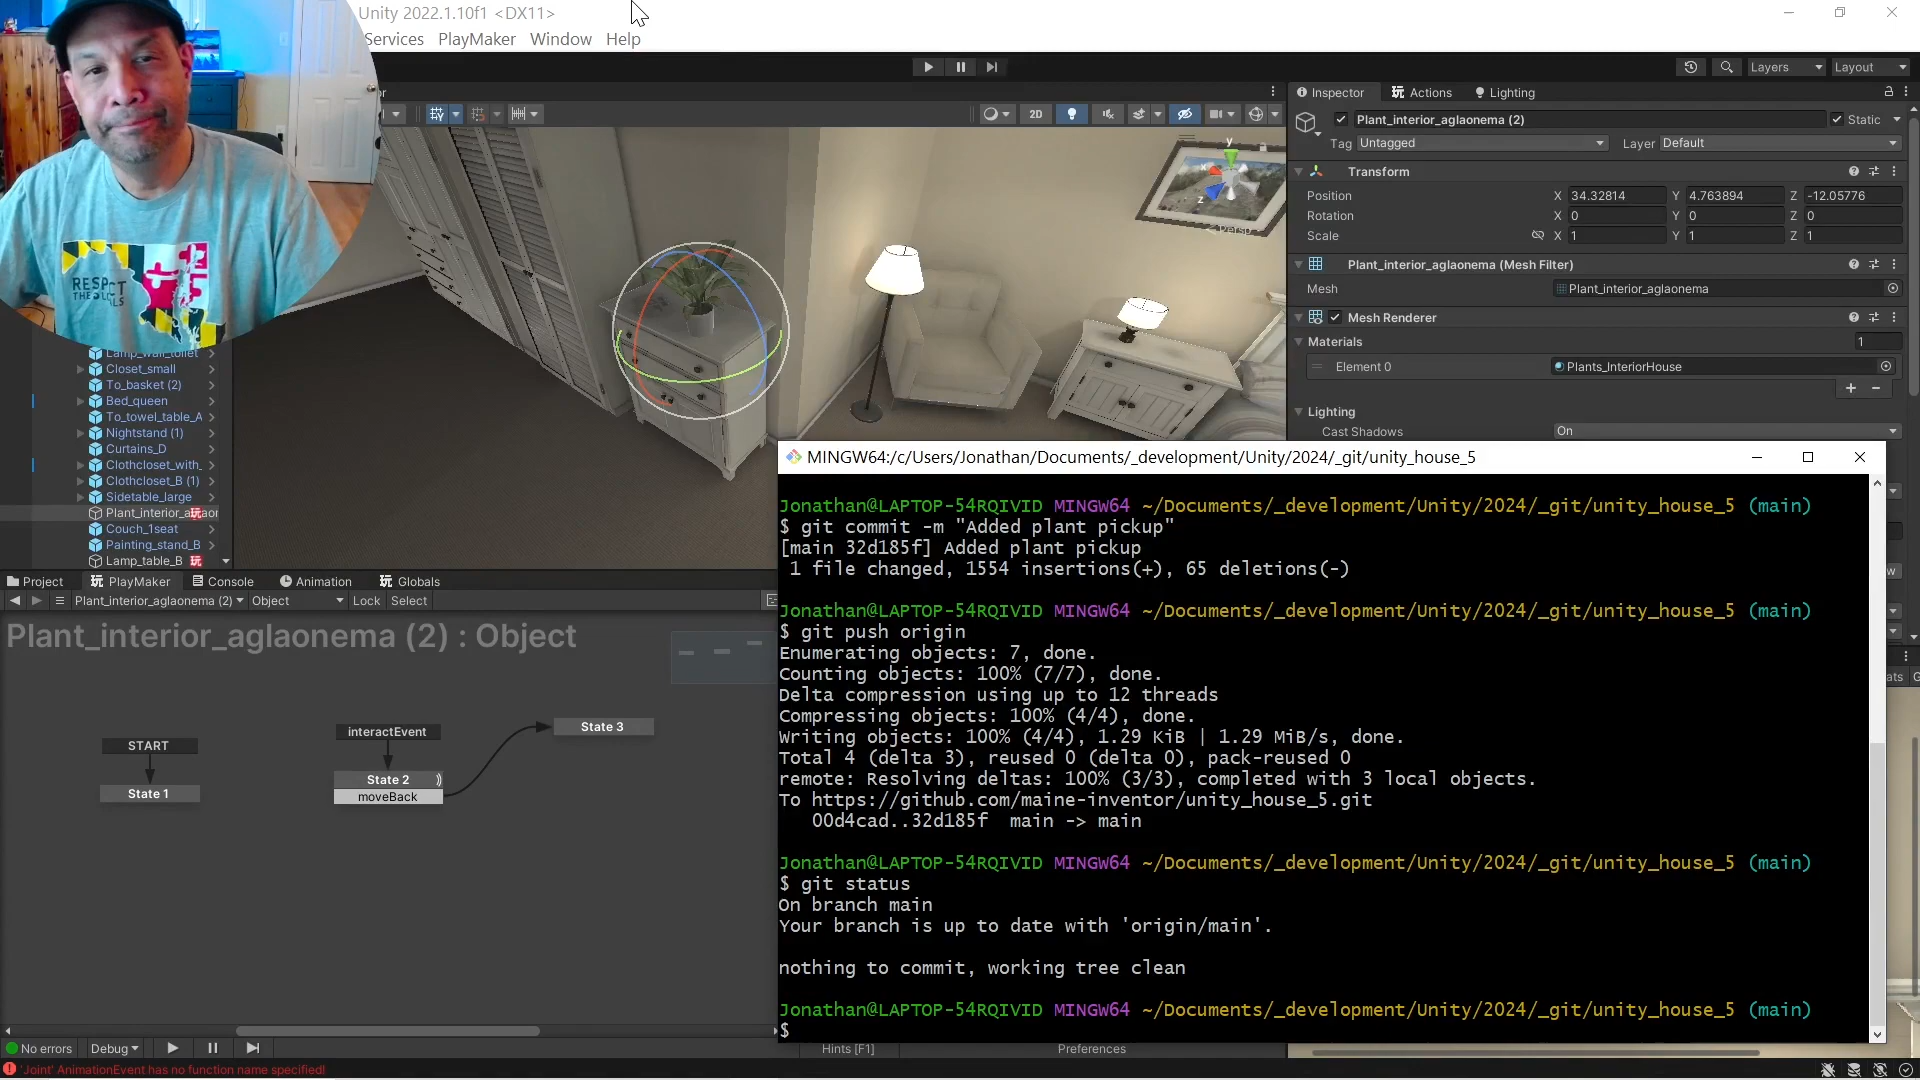 Unity 2022.1.10f1 <DX11>
Services PlayMaker Window Help
Layers Layout
2D
Persp
y
x
z
RESPECT
THE LOCALS
Inspector Actions Lighting
Plant_interior_aglaonema (2) Static
Tag Untagged Layer Default
Transform
Position X 34.32814 Y 4.763894 Z -12.05776
Rotation X 0 Y 0 Z 0
Scale X 1 Y 1 Z 1
Plant_interior_aglaonema (Mesh Filter)
Mesh Plant_interior_aglaonema
Mesh Renderer
Materials 1
Element 0 Plants_InteriorHouse
Lighting
Cast Shadows On
Lamp_wall_toilet
Closet_small
To_basket (2)
Bed_queen
To_towel_table_A
Nightstand (1)
Curtains_D
Clothcloset_with_
Clothcloset_B (1)
Sidetable_large
Plant_interior_aglaor
Couch_1seat
Painting_stand_B
Lamp_table_B
Project PlayMaker Console Animation Globals
Plant_interior_aglaonema (2) Object Lock Select
Plant_interior_aglaonema (2) : Object
START
State 1
interactEvent
State 2
moveBack
State 3
No errors Debug Hints [F1] Preferences
'Joint' AnimationEvent has no function name specified!
MINGW64:/c/Users/Jonathan/Documents/_development/Unity/2024/_git/unity_house_5
Jonathan@LAPTOP-54RQIVID MINGW64 ~/Documents/_development/Unity/2024/_git/unity_house_5 (main)
$ git commit -m "Added plant pickup"
[main 32d185f] Added plant pickup
1 file changed, 1554 insertions(+), 65 deletions(-)
Jonathan@LAPTOP-54RQIVID MINGW64 ~/Documents/_development/Unity/2024/_git/unity_house_5 (main)
$ git push origin
Enumerating objects: 7, done.
Counting objects: 100% (7/7), done.
Delta compression using up to 12 threads
Compressing objects: 100% (4/4), done.
Writing objects: 100% (4/4), 1.29 KiB | 1.29 MiB/s, done.
Total 4 (delta 3), reused 0 (delta 0), pack-reused 0
remote: Resolving deltas: 100% (3/3), completed with 3 local objects.
To https://github.com/maine-inventor/unity_house_5.git
00d4cad..32d185f main -> main
Jonathan@LAPTOP-54RQIVID MINGW64 ~/Documents/_development/Unity/2024/_git/unity_house_5 (main)
$ git status
On branch main
Your branch is up to date with 'origin/main'.
nothing to commit, working tree clean
Jonathan@LAPTOP-54RQIVID MINGW64 ~/Documents/_development/Unity/2024/_git/unity_house_5 (main)
$